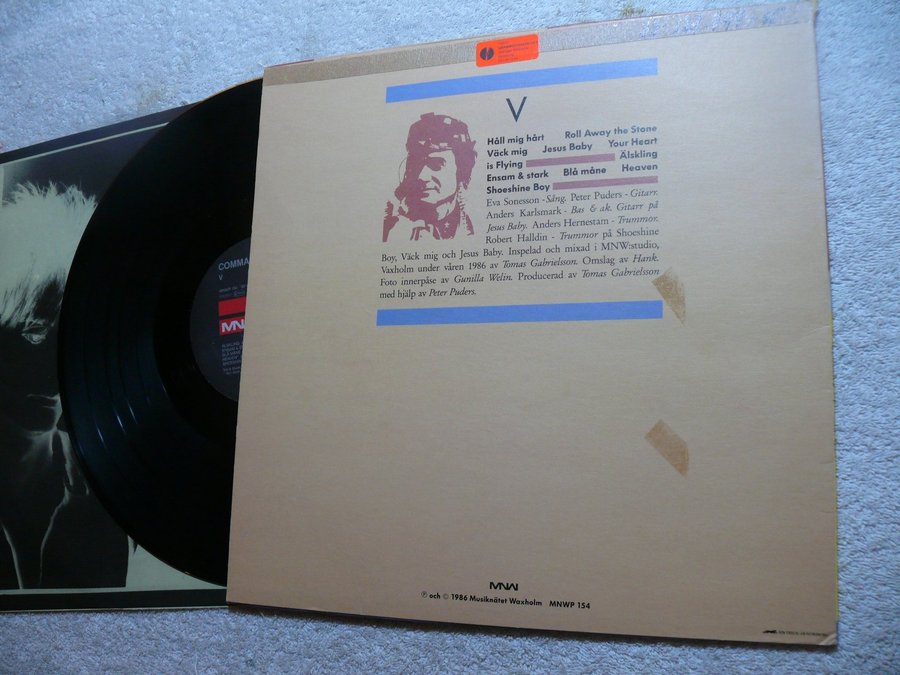 V
Håll mig hårt Roll Away the Stone
Väck mig Jesus Baby Your Heart
is Flying Älskling
Ensam & stark Blå måne Heaven
Shoeshine Boy
Eva Sonesson - Sång. Peter Puders - Gitarr.
Anders Karlsmark - Bas & ak. Gitarr på
Jesus Baby. Anders Hernestam - Trummor.
Robert Halldin - Trummor på Shoeshine
Boy, Väck mig och Jesus Baby. Inspelad och mixad i MNW:studio,
Vaxholm under våren 1986 av Tomas Gabrielsson. Omslag av Hank.
Foto innerpåse av Gunilla Welin. Producerad av Tomas Gabrielsson
med hjälp av Peter Puders.
COMMA
V
MNW
MNW
℗ och © 1986 Musiknätet Waxholm MNWP 154